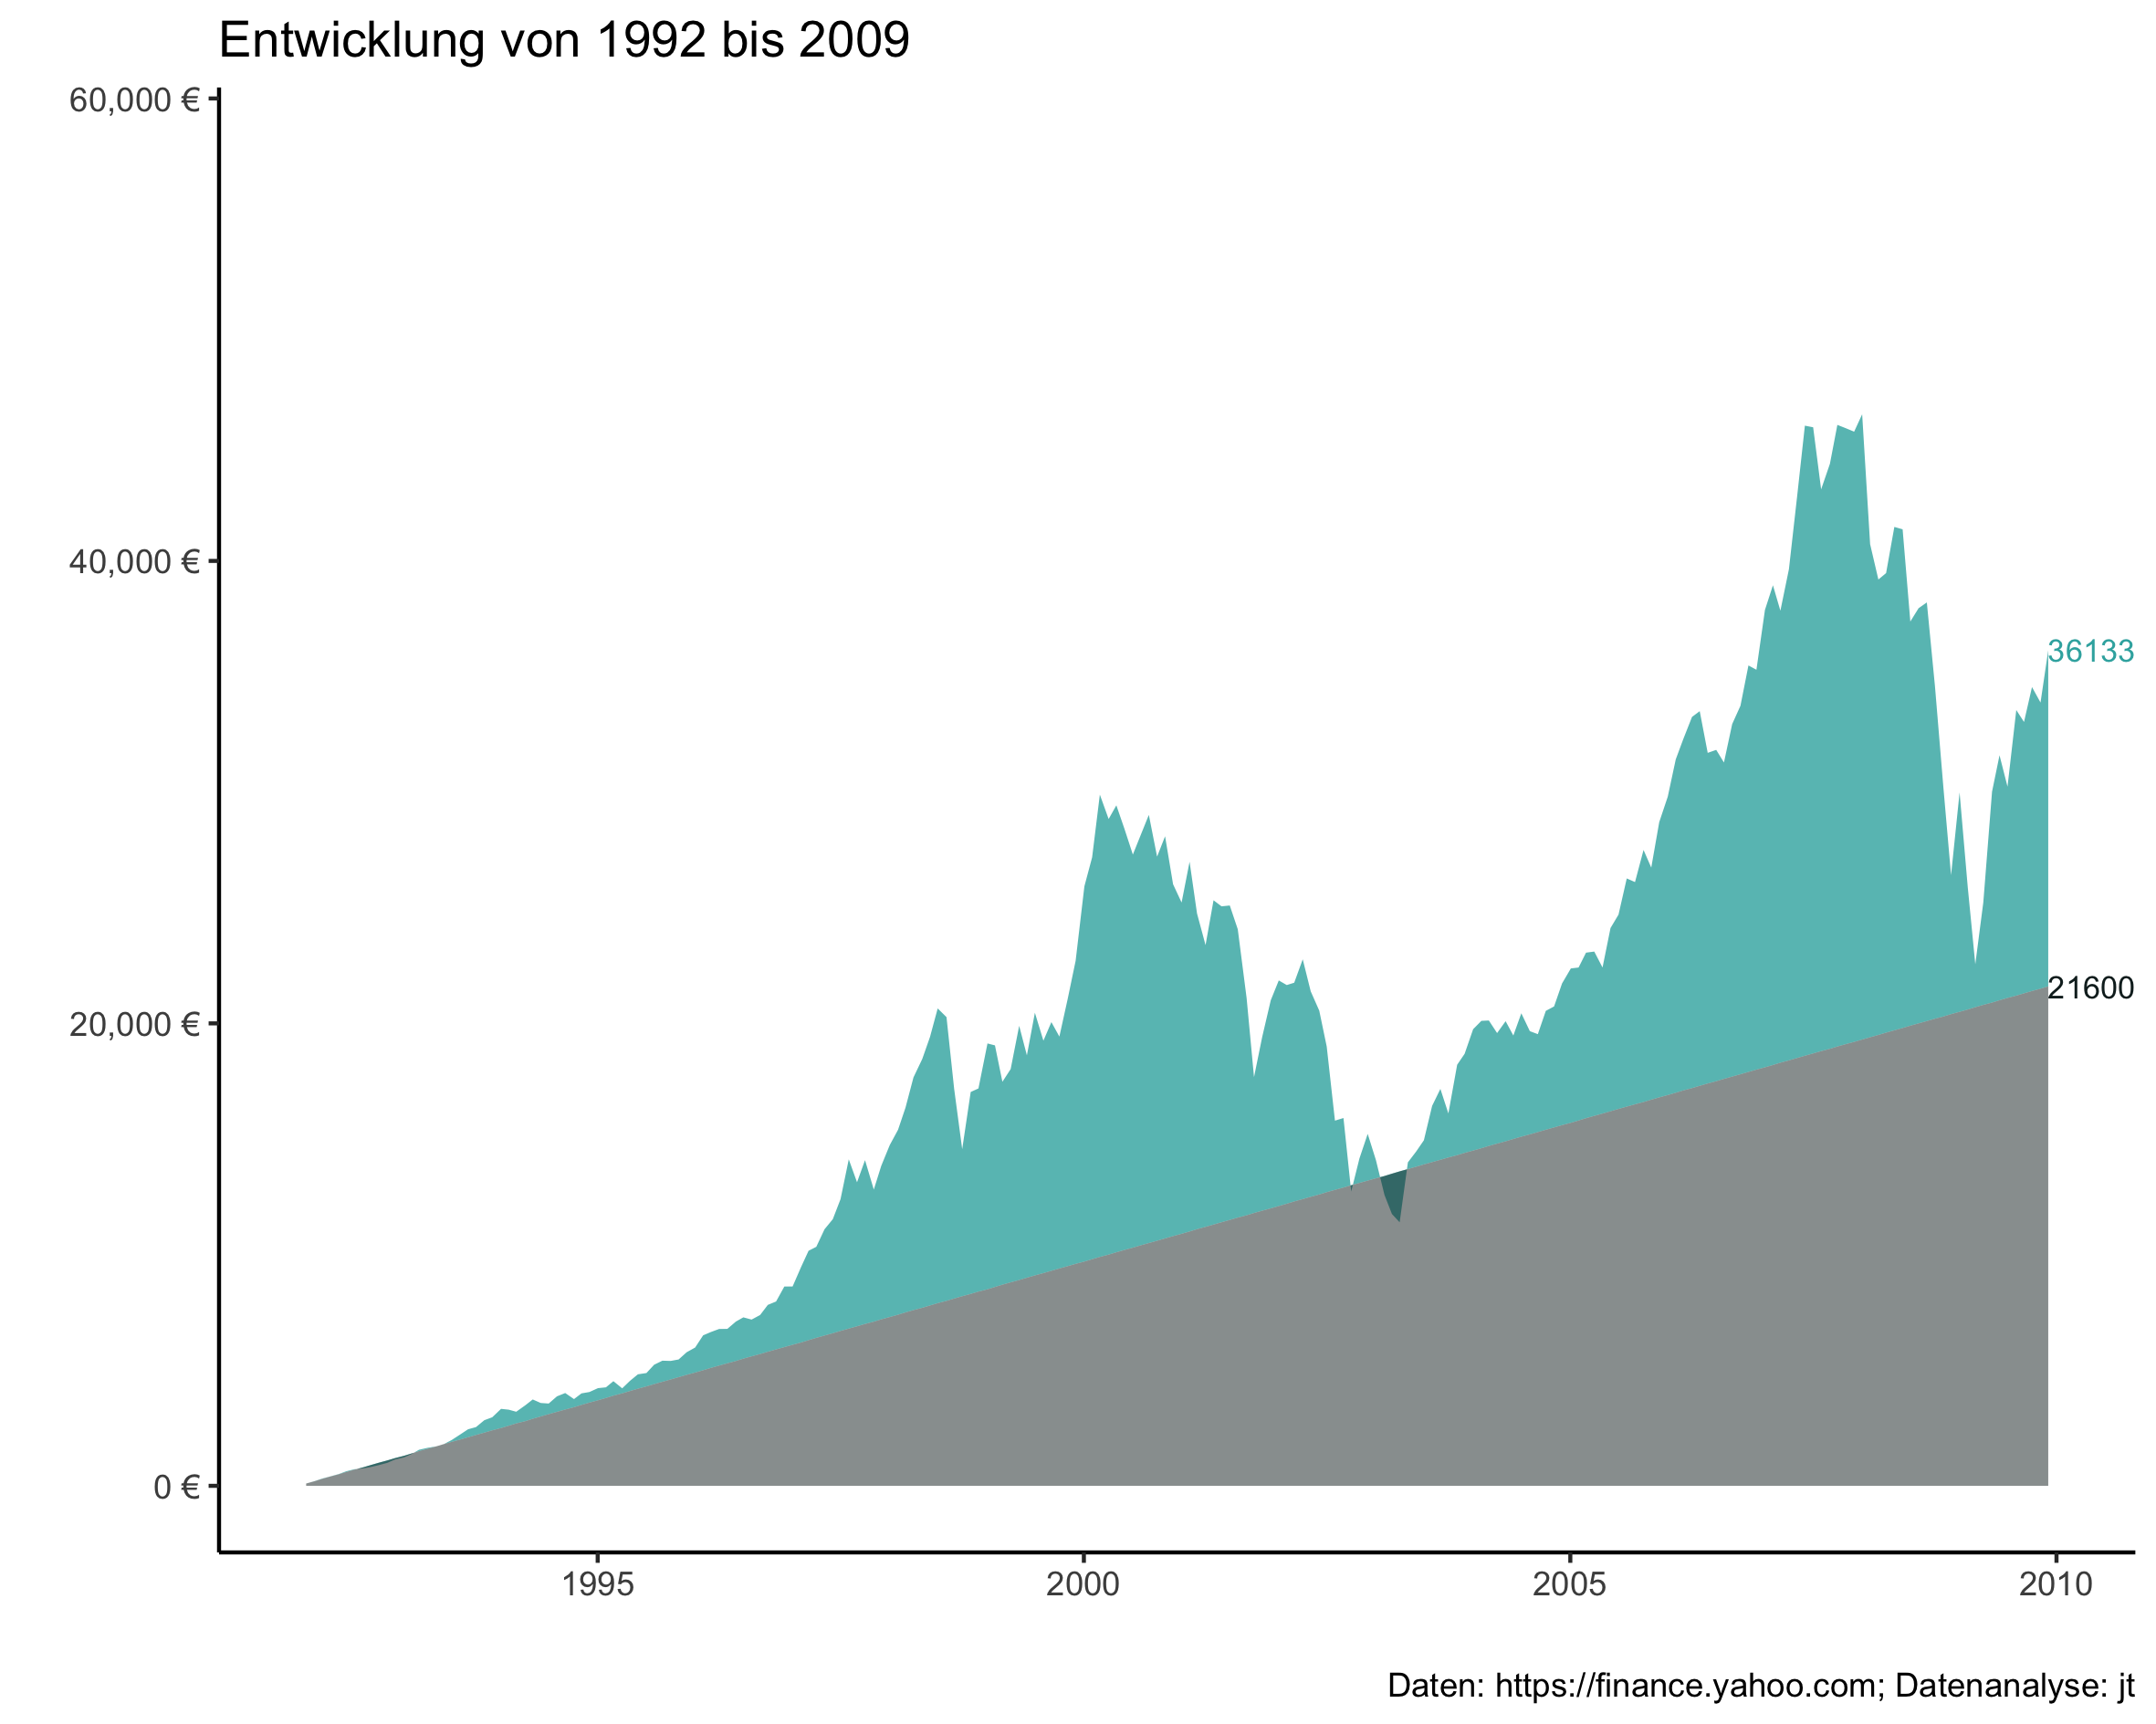 Entwicklung von 1992 bis 2009
60,000 €
40,000 €
36133
21600
20,000 €
0 €
1995 2000 2005 2010
Daten: https://finance.yahoo.com; Datenanalyse: jt